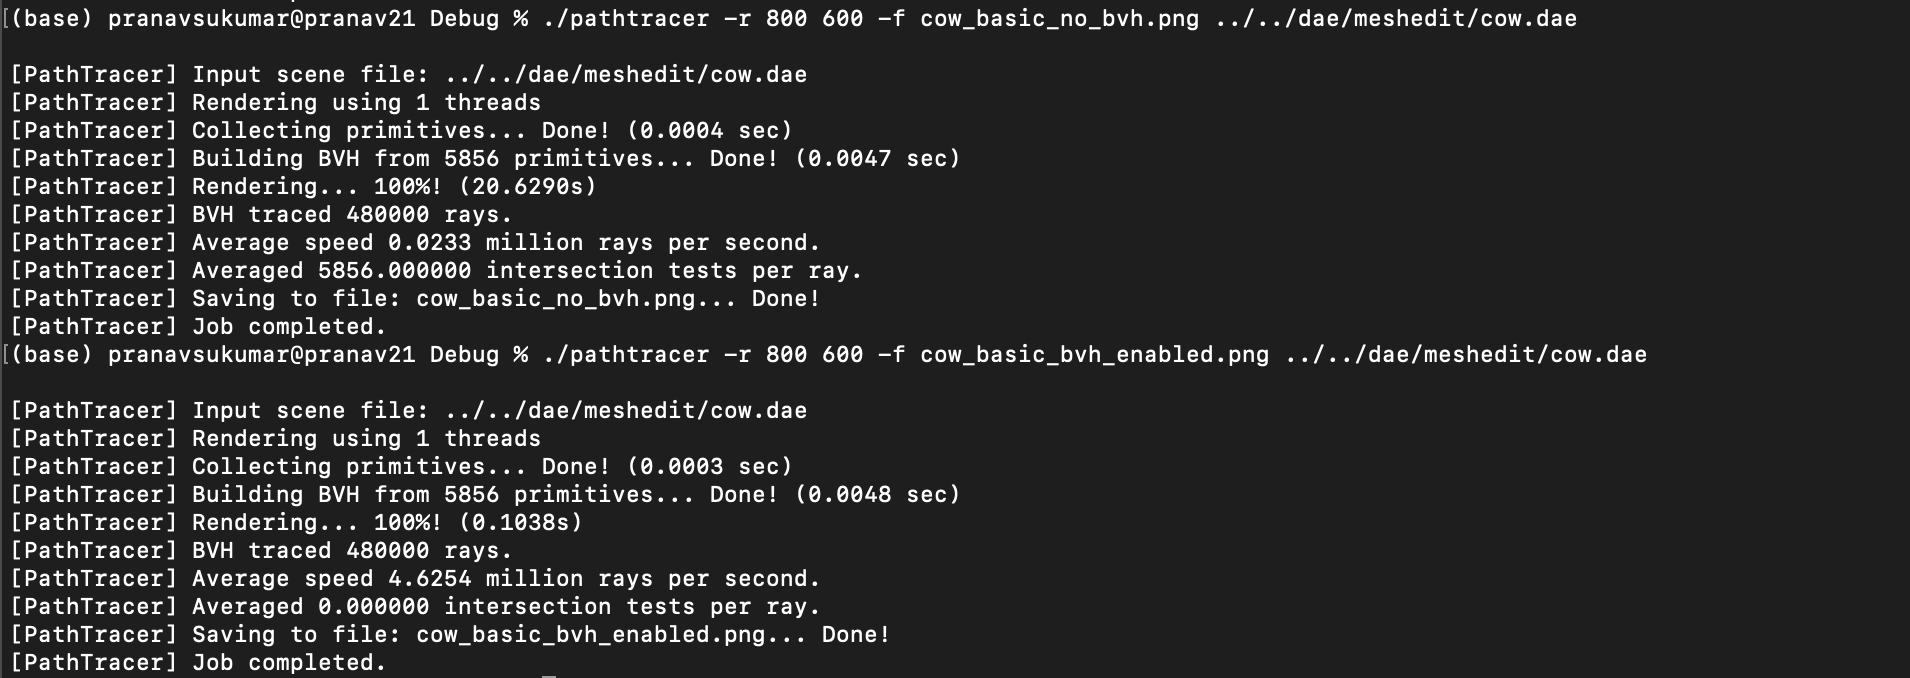 [(base) pranavsukumar@pranav21 Debug % ./pathtracer -r 800 600 -f cow_basic_no_bvh.png ../../dae/meshedit/cow.dae
[PathTracer] Input scene file: ../../dae/meshedit/cow.dae
[PathTracer] Rendering using 1 threads
[PathTracer] Collecting primitives... Done! (0.0004 sec)
[PathTracer] Building BVH from 5856 primitives... Done! (0.0047 sec)
[PathTracer] Rendering... 100%! (20.6290s)
[PathTracer] BVH traced 480000 rays.
[PathTracer] Average speed 0.0233 million rays per second.
[PathTracer] Averaged 5856.000000 intersection tests per ray.
[PathTracer] Saving to file: cow_basic_no_bvh.png... Done!
[PathTracer] Job completed.
[(base) pranavsukumar@pranav21 Debug % ./pathtracer -r 800 600 -f cow_basic_bvh_enabled.png ../../dae/meshedit/cow.dae
[PathTracer] Input scene file: ../../dae/meshedit/cow.dae
[PathTracer] Rendering using 1 threads
[PathTracer] Collecting primitives... Done! (0.0003 sec)
[PathTracer] Building BVH from 5856 primitives... Done! (0.0048 sec)
[PathTracer] Rendering... 100%! (0.1038s)
[PathTracer] BVH traced 480000 rays.
[PathTracer] Average speed 4.6254 million rays per second.
[PathTracer] Averaged 0.000000 intersection tests per ray.
[PathTracer] Saving to file: cow_basic_bvh_enabled.png... Done!
[PathTracer] Job completed.